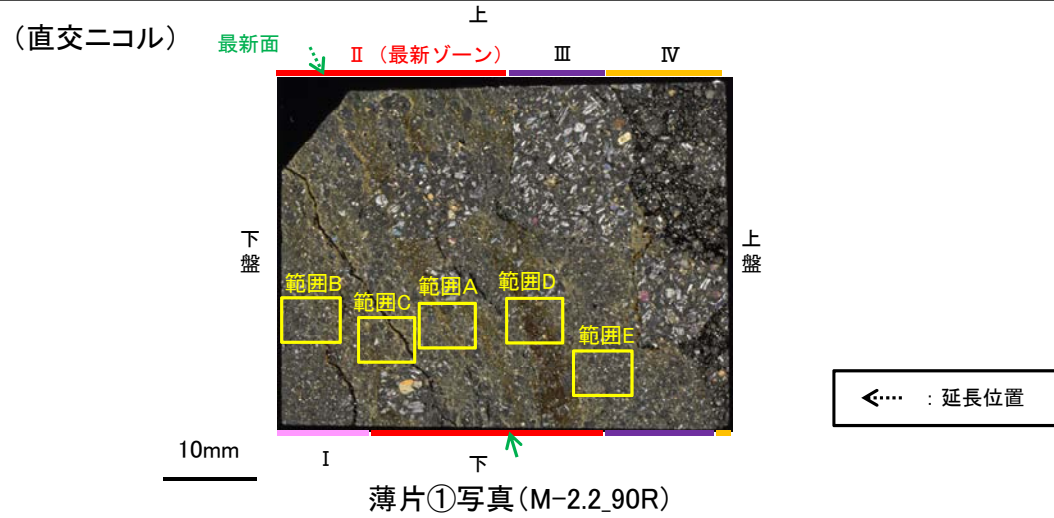 (直交ニコル)
上
最新面
Ⅱ (最新ゾーン)
Ⅲ
Ⅳ
下盤
上盤
範囲B
範囲C
範囲A
範囲D
範囲E
:延長位置
10mm
Ⅰ
下
薄片①写真(M-2.2_90R)